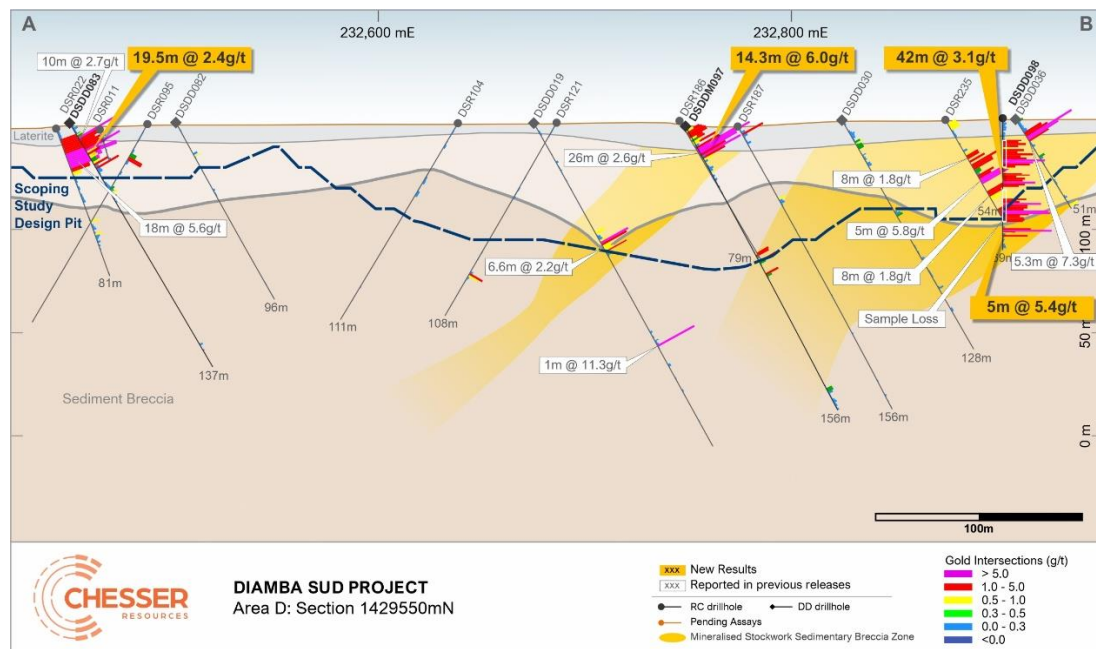 A
B
232,600 mE
232,800 mE
10m @ 2.7g/t
19.5m @ 2.4g/t
14.3m @ 6.0g/t
42m @ 3.1g/t
DSR022
DSDD083
DSR011
DSR095
DSDD082
DSR104
DSDD019
DSR121
DSR186
DSDDM097
DSR187
DSDD030
DSR235
DSDD098
DSDD036
Laterite
Scoping
Study
Design Pit
26m @ 2.6g/t
8m @ 1.8g/t
54m
51m
100 m
18m @ 5.6g/t
5m @ 5.8g/t
6.6m @ 2.2g/t
79m
8m @ 1.8g/t
5.3m @ 7.3g/t
81m
96m
111m
108m
Sample Loss
5m @ 5.4g/t
50 m
1m @ 11.3g/t
128m
137m
Sediment Breccia
156m
156m
0 m
100m
CHESSER
RESOURCES
DIAMBA SUD PROJECT
Area D: Section 1429550mN
xxx New Results
xxx Reported in previous releases
RC drillhole
DD drillhole
Pending Assays
Mineralised Stockwork Sedimentary Breccia Zone
Gold Intersections (g/t)
> 5.0
1.0 - 5.0
0.5 - 1.0
0.3 - 0.5
0.0 - 0.3
<0.0